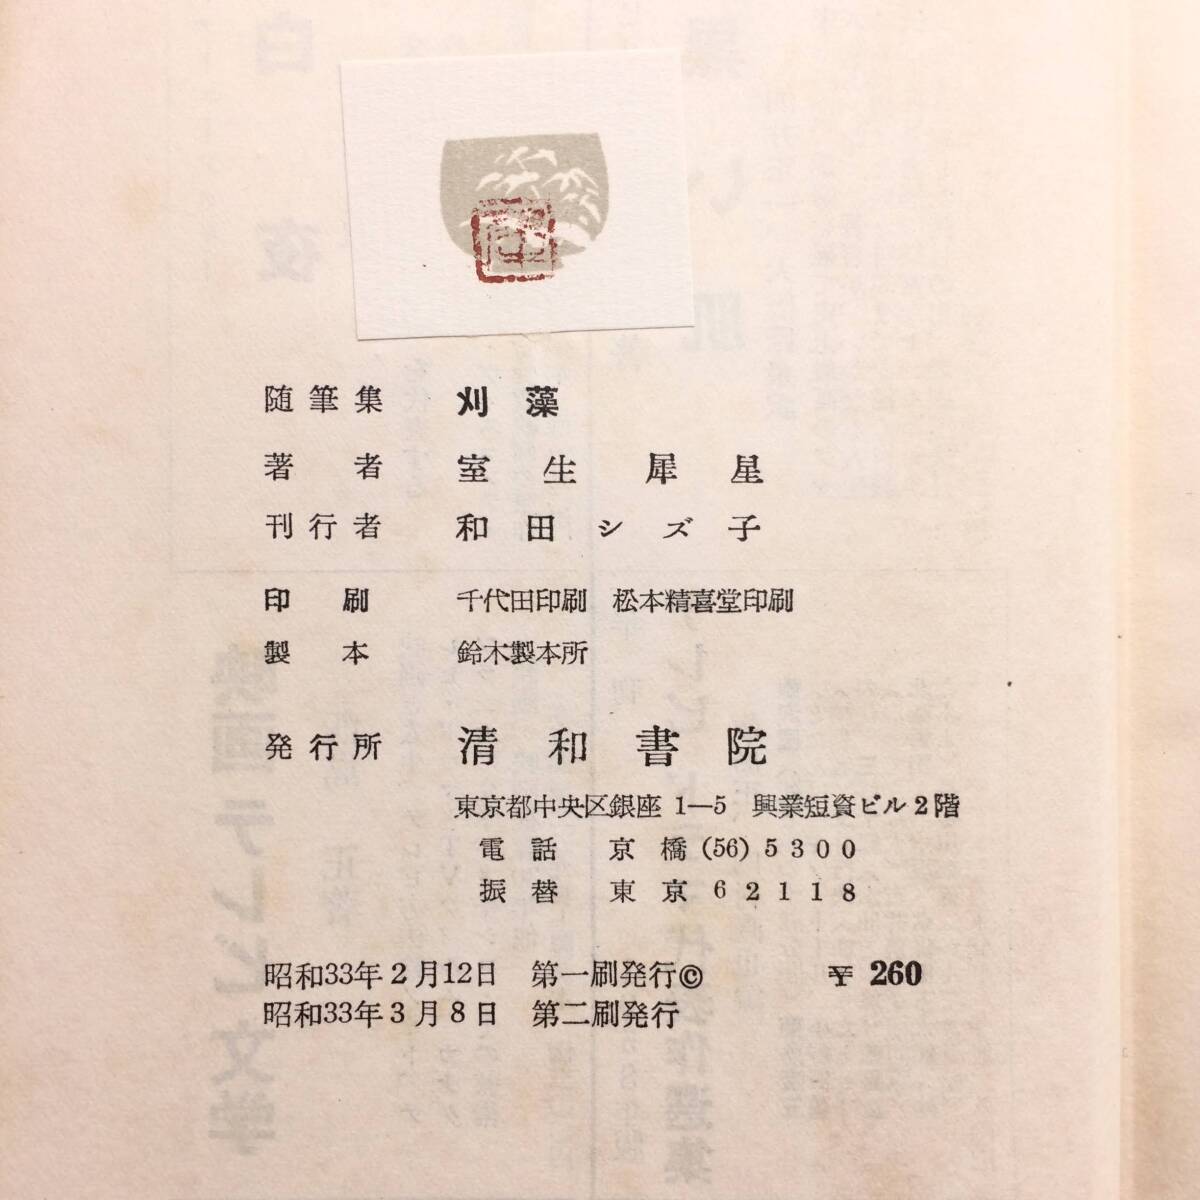 随筆集 刈藻
著者 室生犀星
刊行者 和田シズ子
印刷 千代田印刷 松本精喜堂印刷
製本 鈴木製本所
発行所 清和書院
東京都中央区銀座1—5 興業短資ビル2階
電話 京橋(56)5300
振替 東京62118
昭和33年2月12日 第一刷発行© ¥260
昭和33年3月8日 第二刷発行